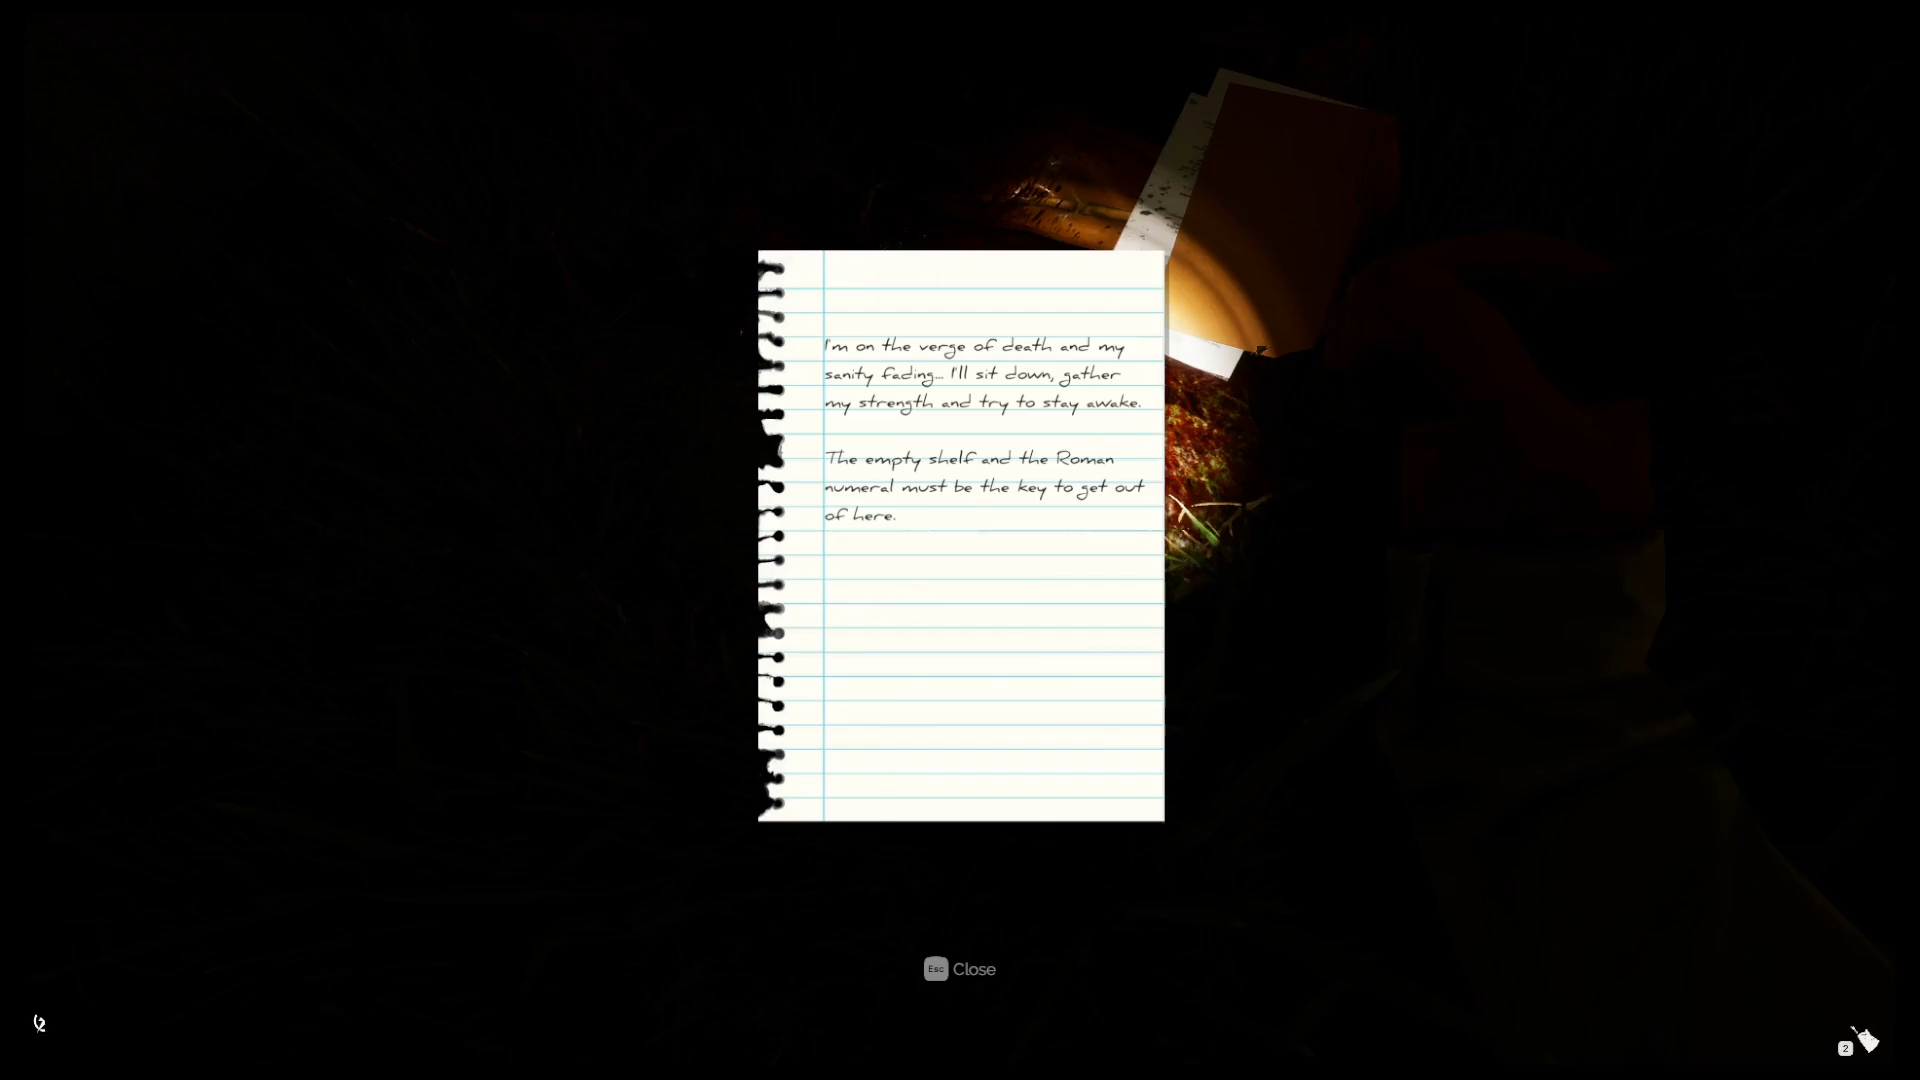 I'm on the verge of death and my
sanity fading... I'll sit down, gather
my strength and try to stay awake.
The empty shelf and the Roman
numeral must be the key to get out
of here.
Esc Close
2